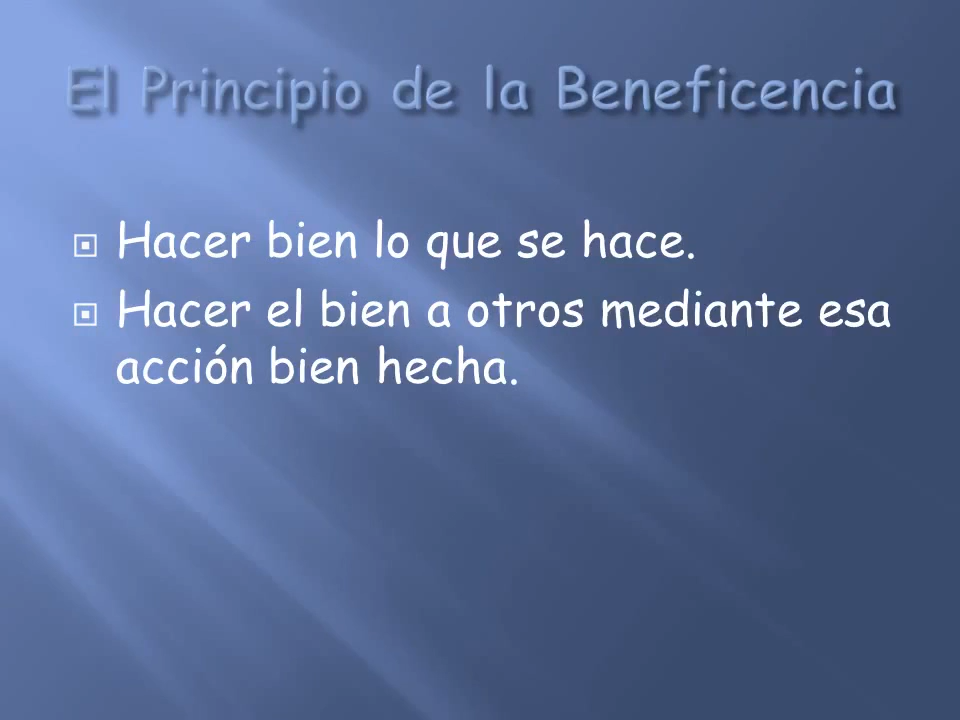 El Principio de la Beneficencia
Hacer bien lo que se hace.
Hacer el bien a otros mediante esa
acción bien hecha.